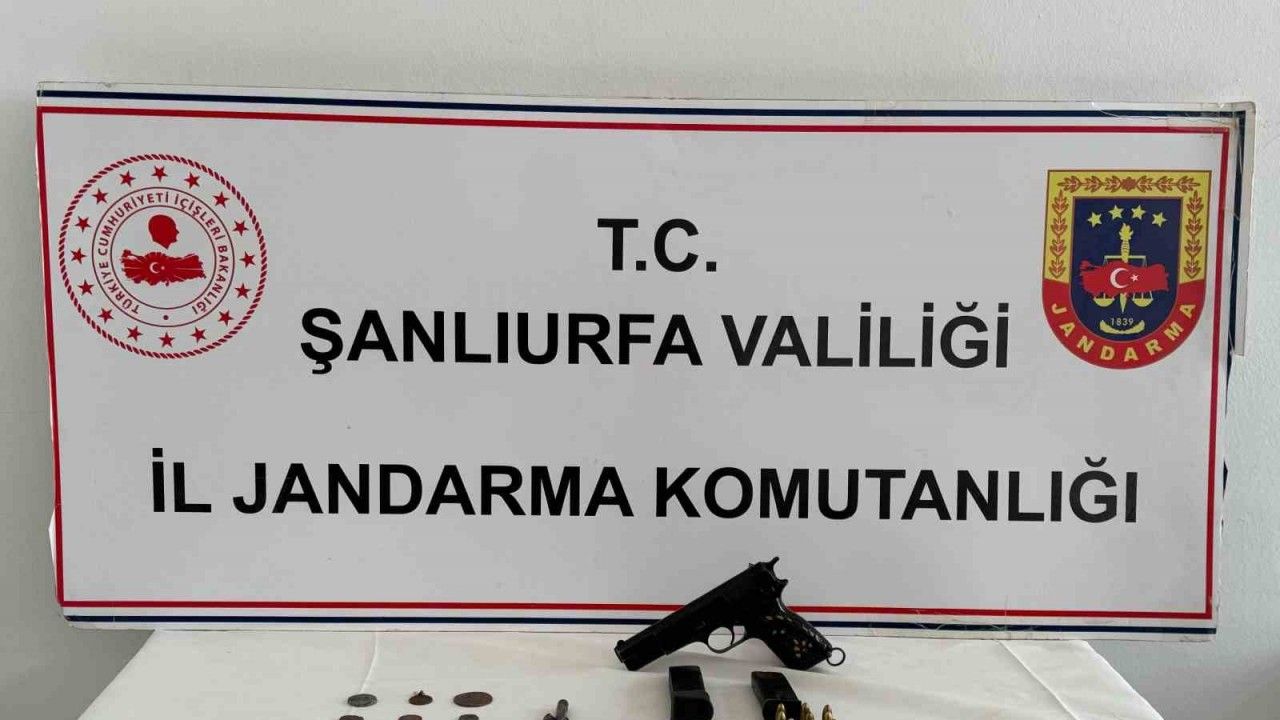 TÜRKİYE CUMHURİYETİ İÇİŞLERİ BAKANLIĞI
T.C.
ŞANLIURFA VALİLİĞİ
İL JANDARMA KOMUTANLIĞI
1839
JANDARMA